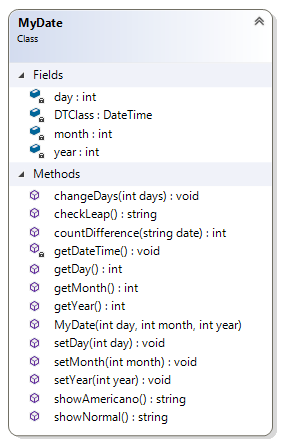 MyDate
Class
Fields
day : int
DTClass : DateTime
month : int
year : int
Methods
changeDays(int days) : void
checkLeap() : string
countDifference(string date) : int
getDateTime() : void
getDay() : int
getMonth() : int
getYear() : int
MyDate(int day, int month, int year)
setDay(int day) : void
setMonth(int month) : void
setYear(int year) : void
showAmericano() : string
showNormal() : string